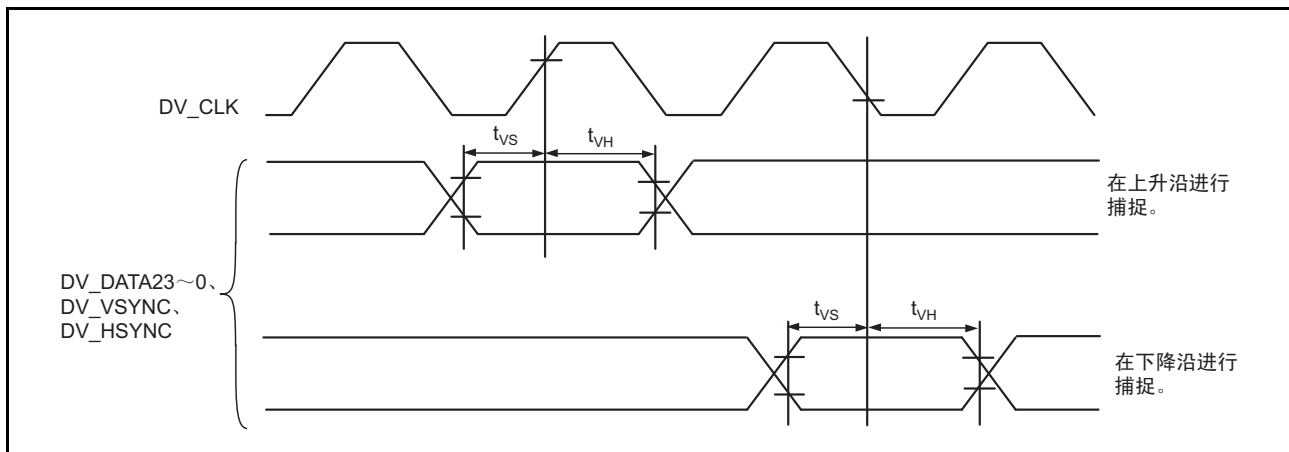 DV_CLK
tVS
tVH
在上升沿进行
捕捉。
DV_DATA23～0、
DV_VSYNC、
DV_HSYNC
tVS
tVH
在下降沿进行
捕捉。